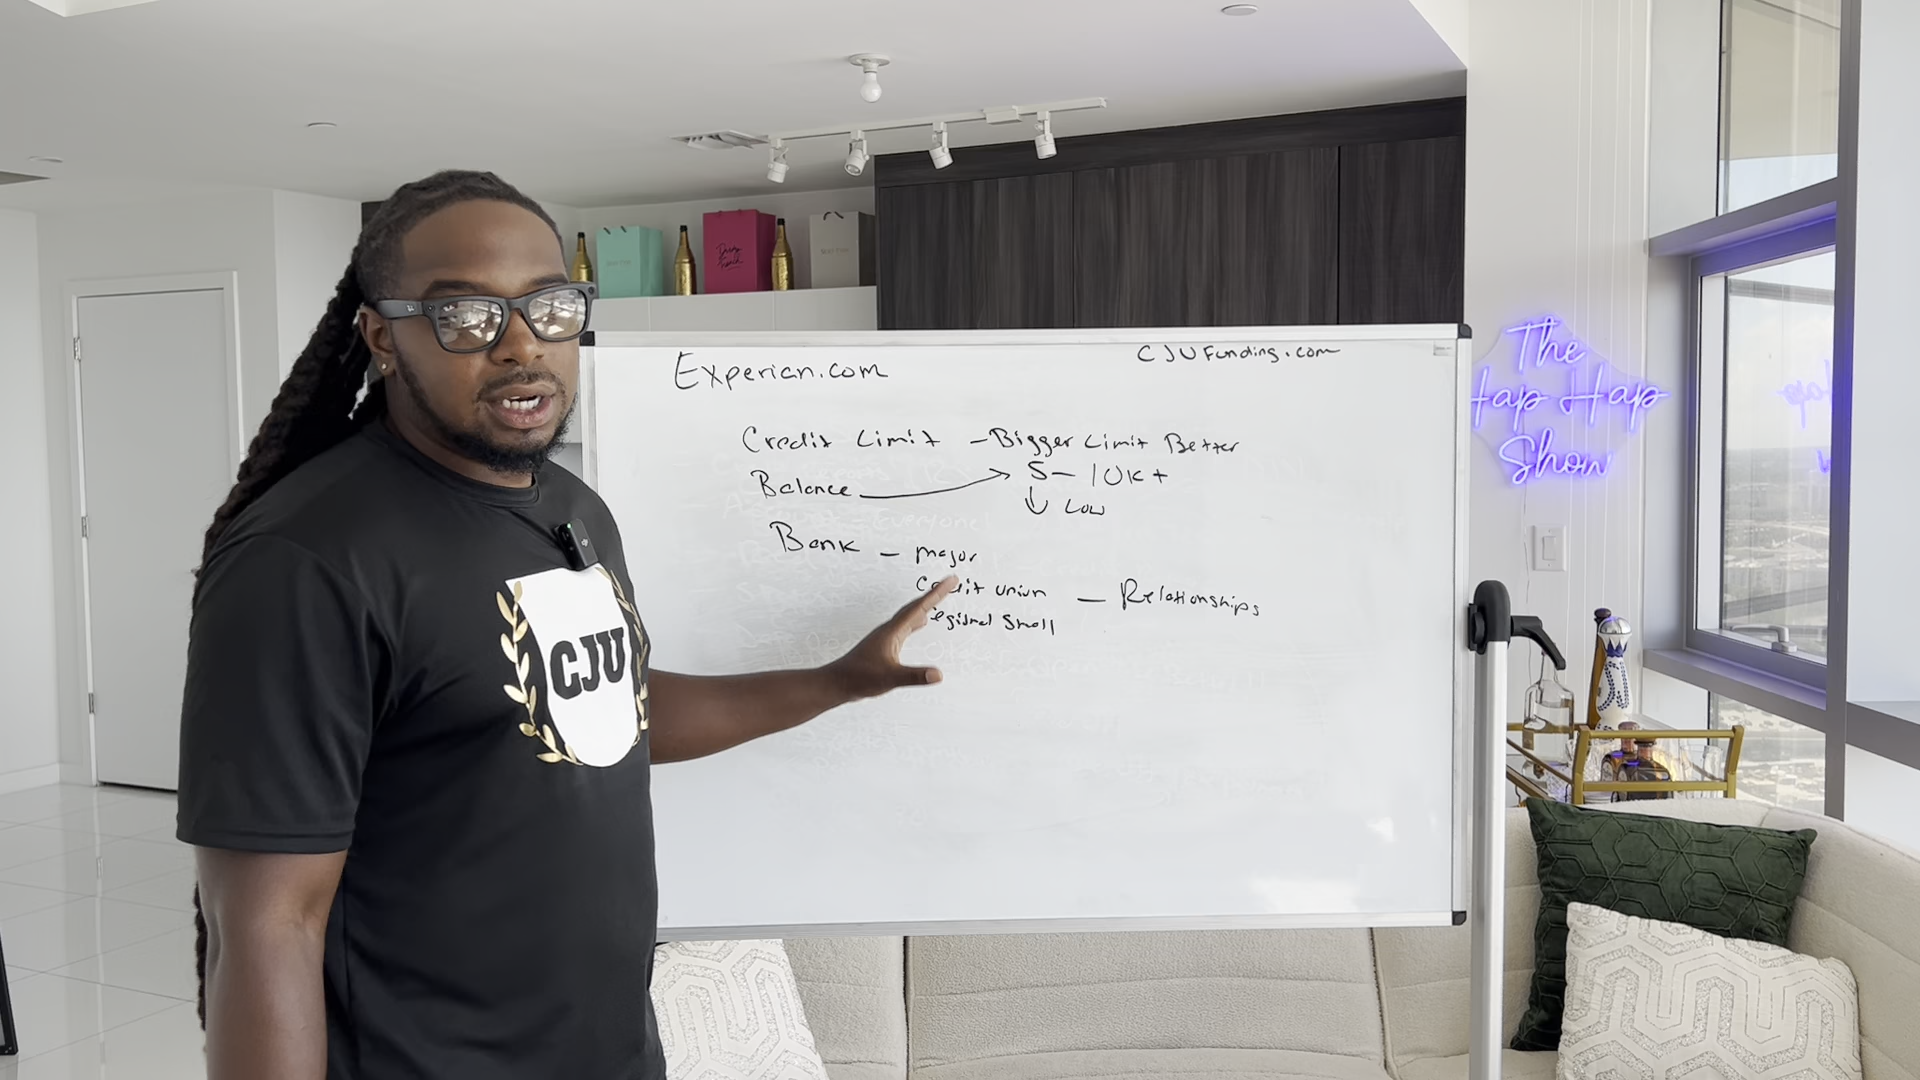 Experian.com
CJUFunding.com
Credit Limit - Bigger Limit Better
Balance → 5 - 10K+
↓ Low
Bank - major
Credit union - Relationships
regional Small
CJU
The
Hap Hap
Show